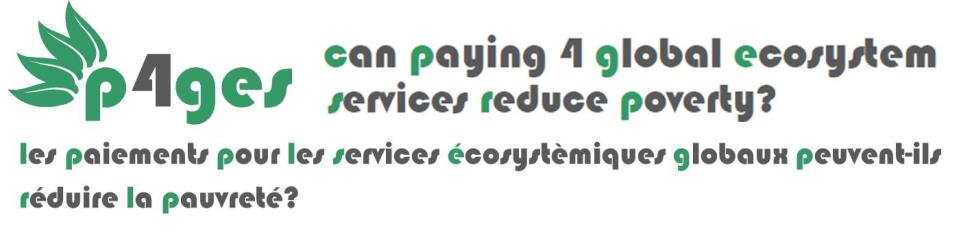 p4ges
can paying 4 global ecosystem
services reduce poverty?
les paiements pour les services écosystèmiques globaux peuvent-ils
réduire la pauvreté?